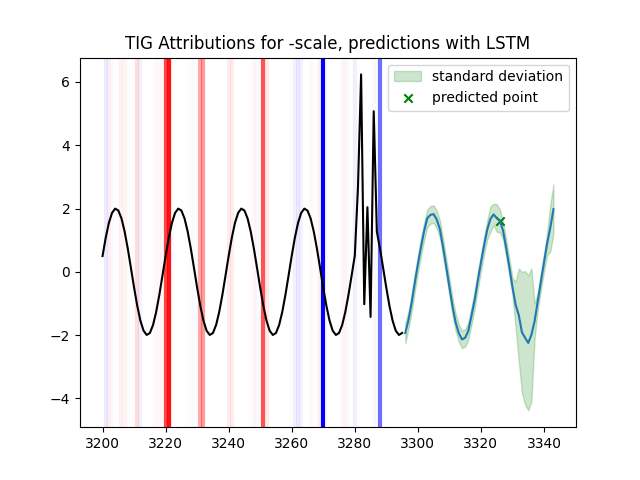 TIG Attributions for -scale, predictions with LSTM
standard deviation
predicted point
6
4
2
0
−2
−4
3200 3220 3240 3260 3280 3300 3320 3340